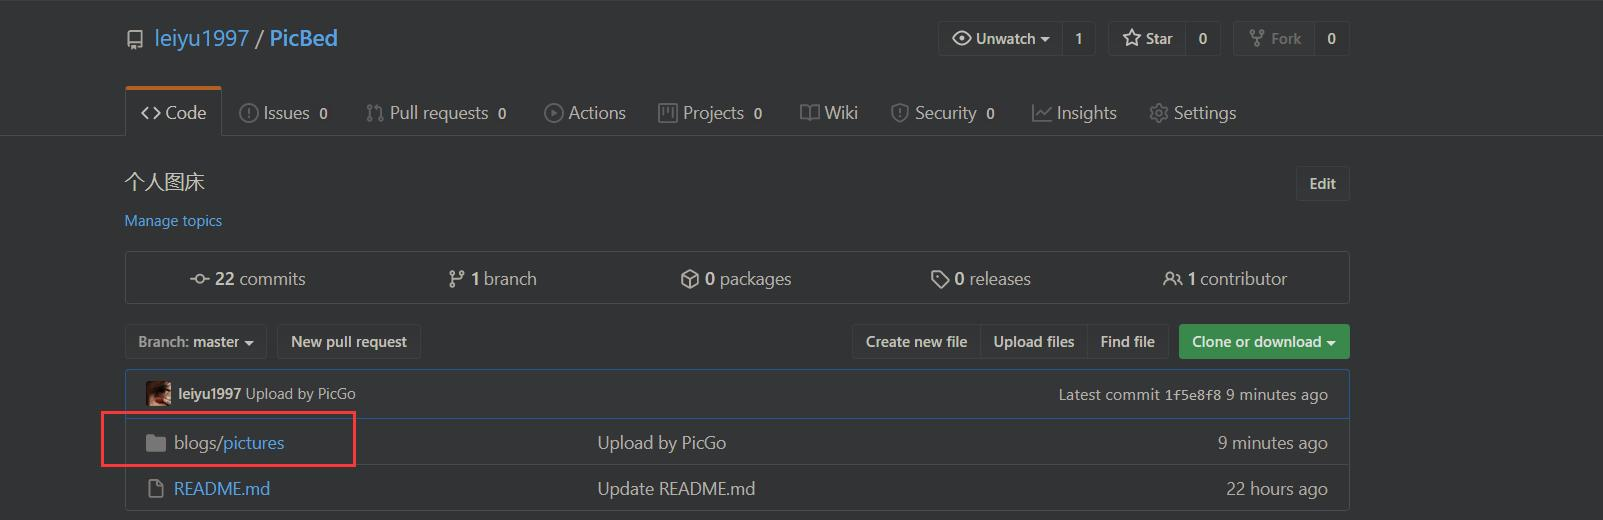 leiyu1997 / PicBed
Unwatch 1 Star 0 Fork 0
Code Issues 0 Pull requests 0 Actions Projects 0 Wiki Security 0 Insights Settings
个人图床
Edit
Manage topics
22 commits 1 branch 0 packages 0 releases 1 contributor
Branch: master New pull request Create new file Upload files Find file Clone or download
leiyu1997 Upload by PicGo Latest commit 1f5e8f8 9 minutes ago
blogs/pictures Upload by PicGo 9 minutes ago
README.md Update README.md 22 hours ago